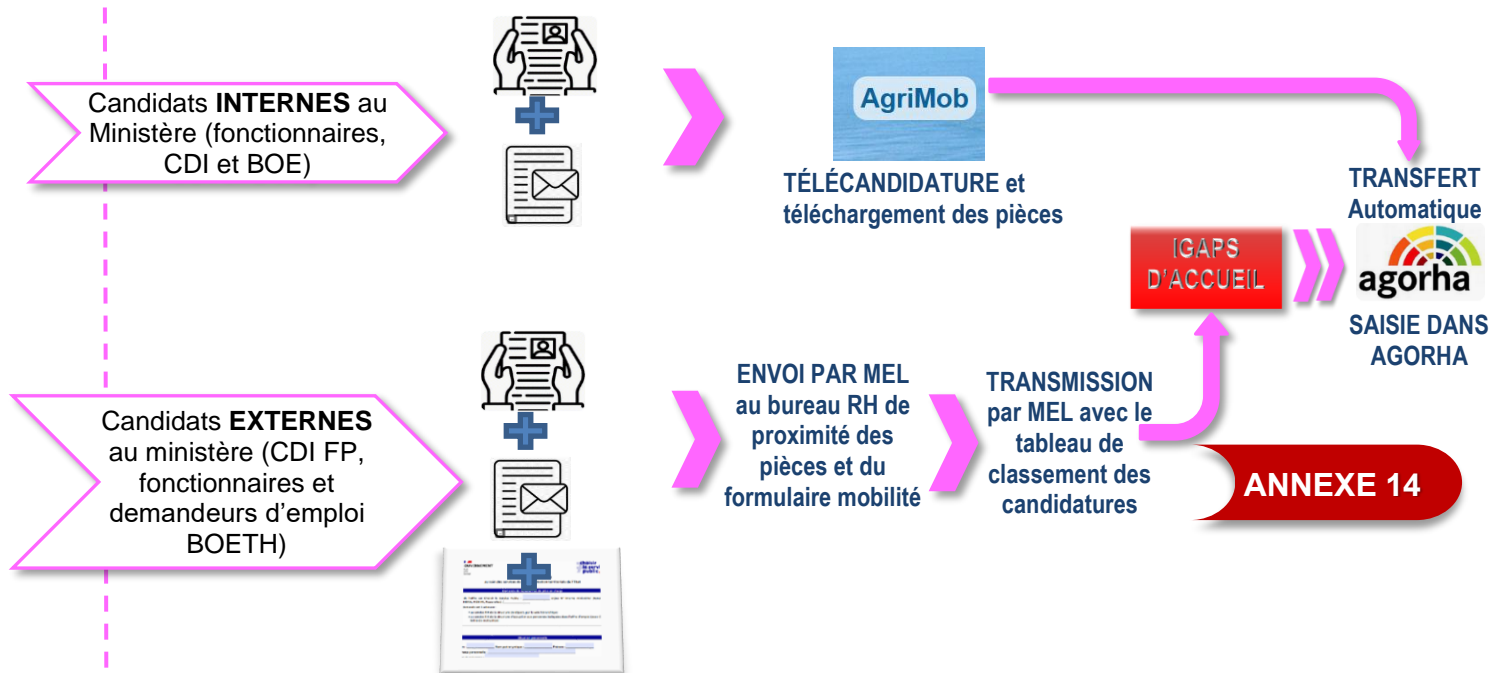 Candidats INTERNES au
Ministère (fonctionnaires,
CDI et BOE)
AgriMob
TÉLÉCANDIDATURE et
téléchargement des pièces
TRANSFERT
Automatique
IGAPS
D'ACCUEIL
agorha
SAISIE DANS
AGORHA
Candidats EXTERNES
au ministère (CDI FP,
fonctionnaires et
demandeurs d'emploi
BOETH)
ENVOI PAR MEL
au bureau RH de
proximité des
pièces et du
formulaire mobilité
TRANSMISSION
par MEL avec le
tableau de
classement des
candidatures
ANNEXE 14